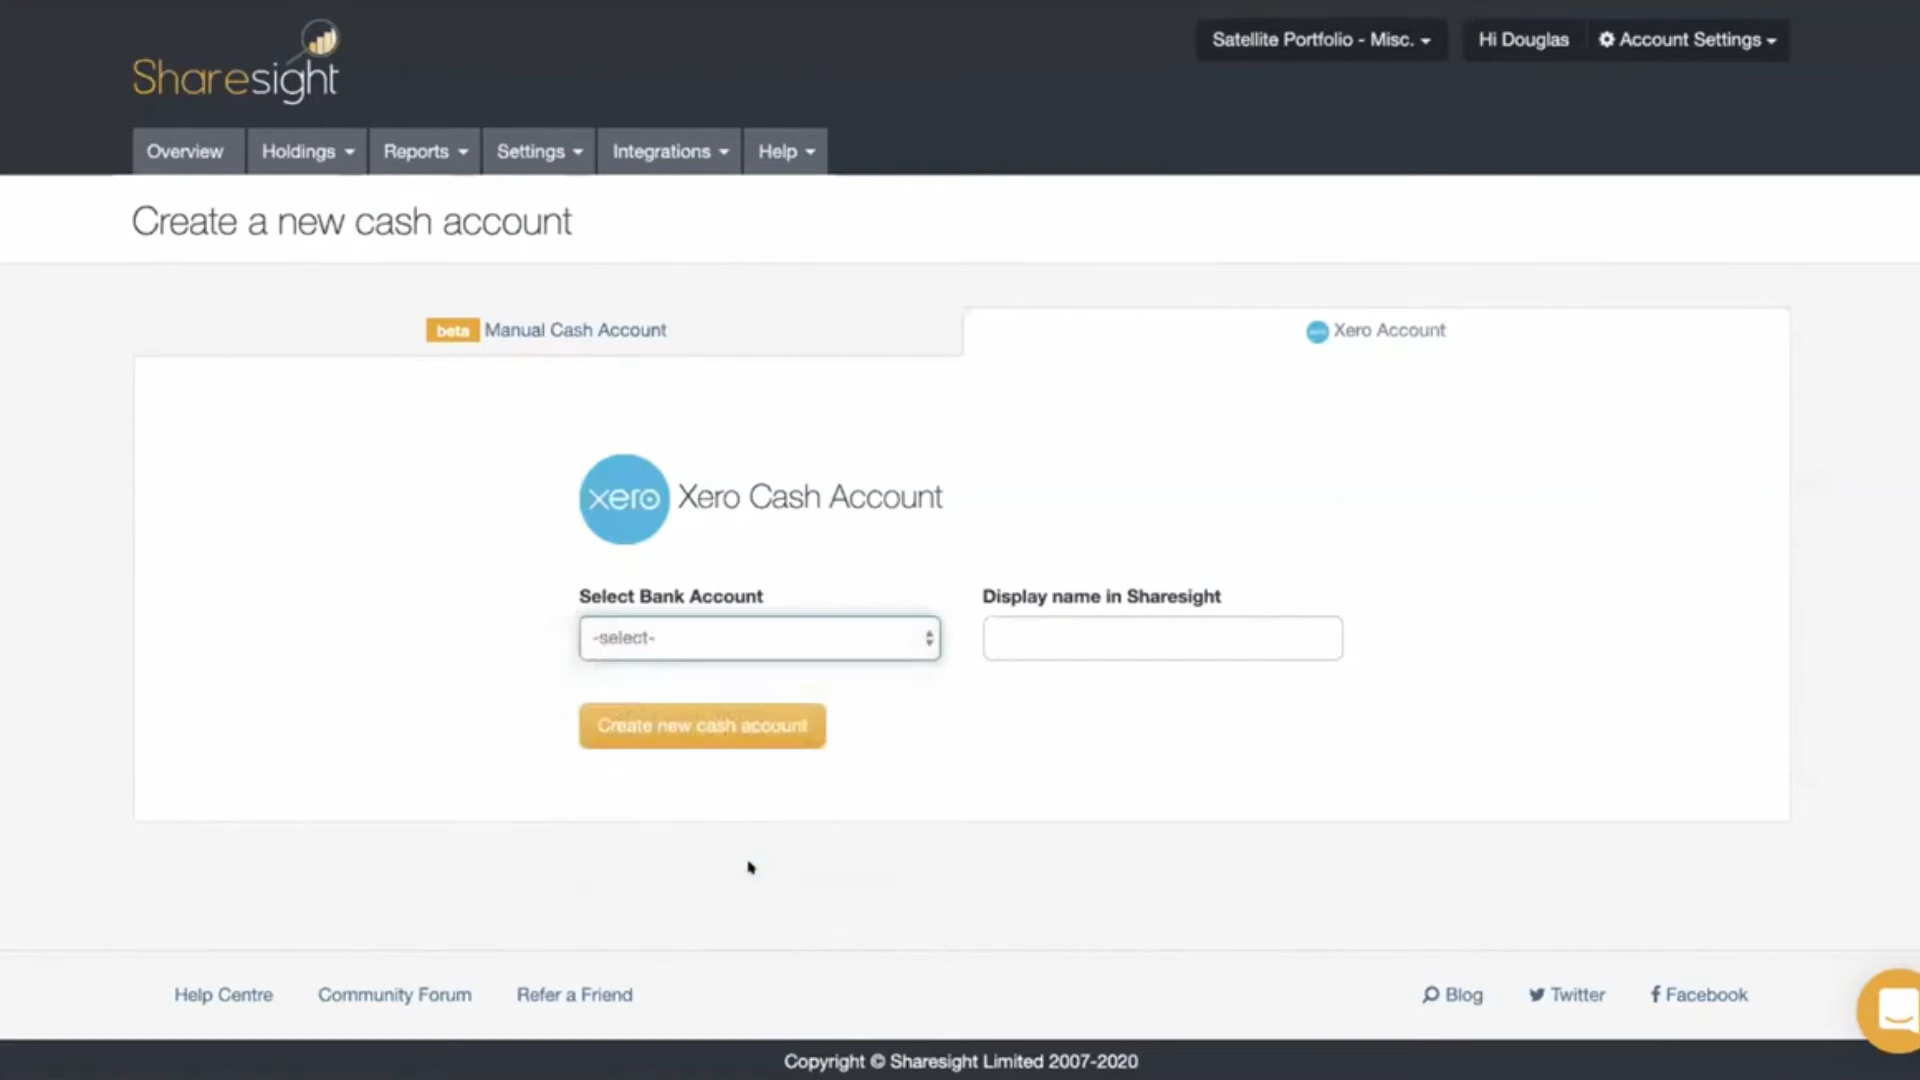 Sharesight
Satellite Portfolio - Misc.
Hi Douglas
Account Settings
Overview
Holdings
Reports
Settings
Integrations
Help
Create a new cash account
beta Manual Cash Account
Xero Account
xero Xero Cash Account
Select Bank Account
Display name in Sharesight
-select-
Create new cash account
Help Centre
Community Forum
Refer a Friend
Blog
Twitter
Facebook
Copyright © Sharesight Limited 2007-2020